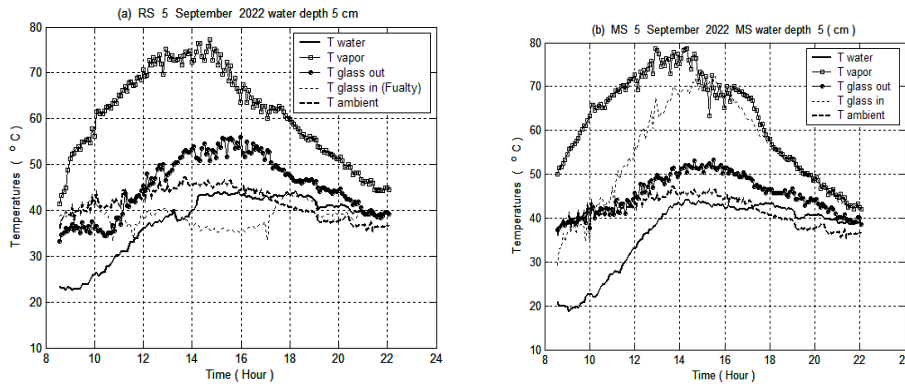 (a) RS 5 September 2022 water depth 5 cm
80
70
60
50
40
30
20
10
Temperatures ( °C)
T water
T vapor
T glass out
T glass in (Fualty)
T ambient
8 10 12 14 16 18 20 22 24
Time ( Hour )
(b) MS 5 September 2022 MS water depth 5 ( cm )
80
70
60
50
40
30
20
10
Temperatures ( °C)
T water
T vapor
T glass out
T glass in
T ambient
8 10 12 14 16 18 20 22 24
Time ( Hour )